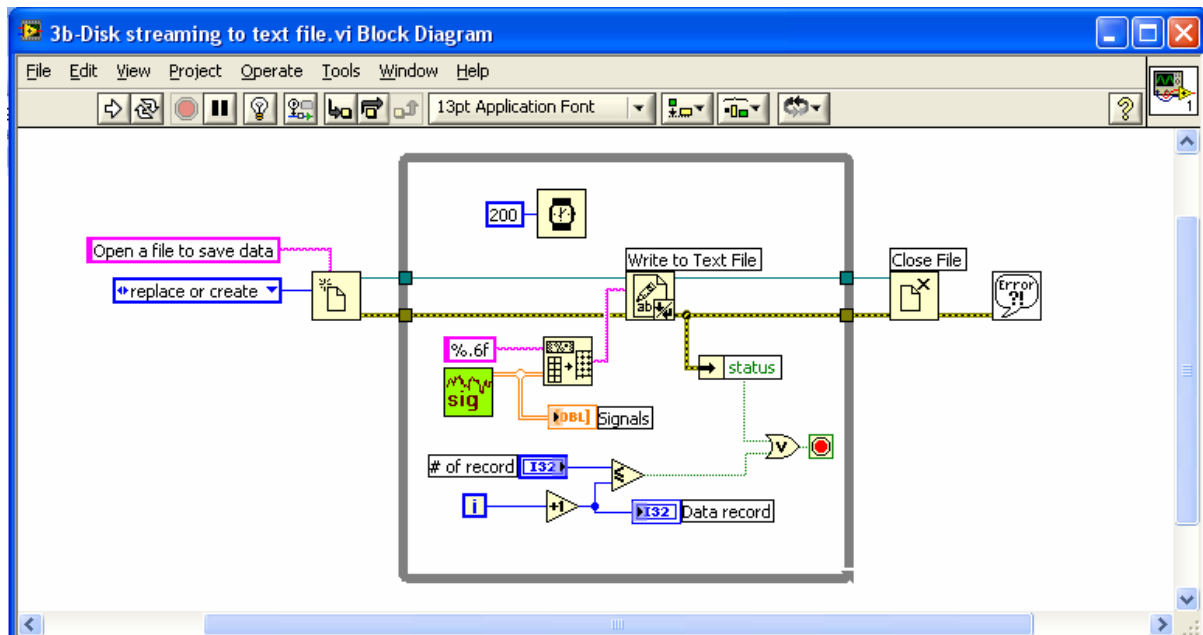 3b-Disk streaming to text file.vi Block Diagram
File Edit View Project Operate Tools Window Help
13pt Application Font
1
200
Open a file to save data
replace or create
Write to Text File
ab
Close File
Error
?!
%.6f
sig
status
DBL]
Signals
V
# of record
I32
≤
i
+1
I32
Data record